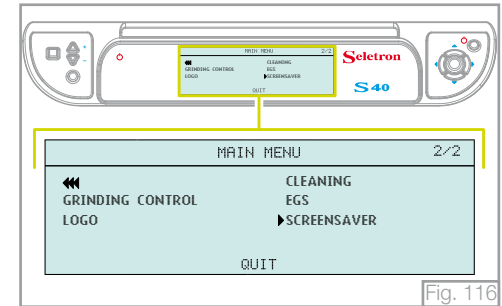 MAIN MENU 2/2
CLEANING
GRINDING CONTROL EGS
LOGO SCREENSAVER
QUIT
Seletron
S40
MAIN MENU 2/2
CLEANING
GRINDING CONTROL EGS
LOGO SCREENSAVER
QUIT
Fig. 116